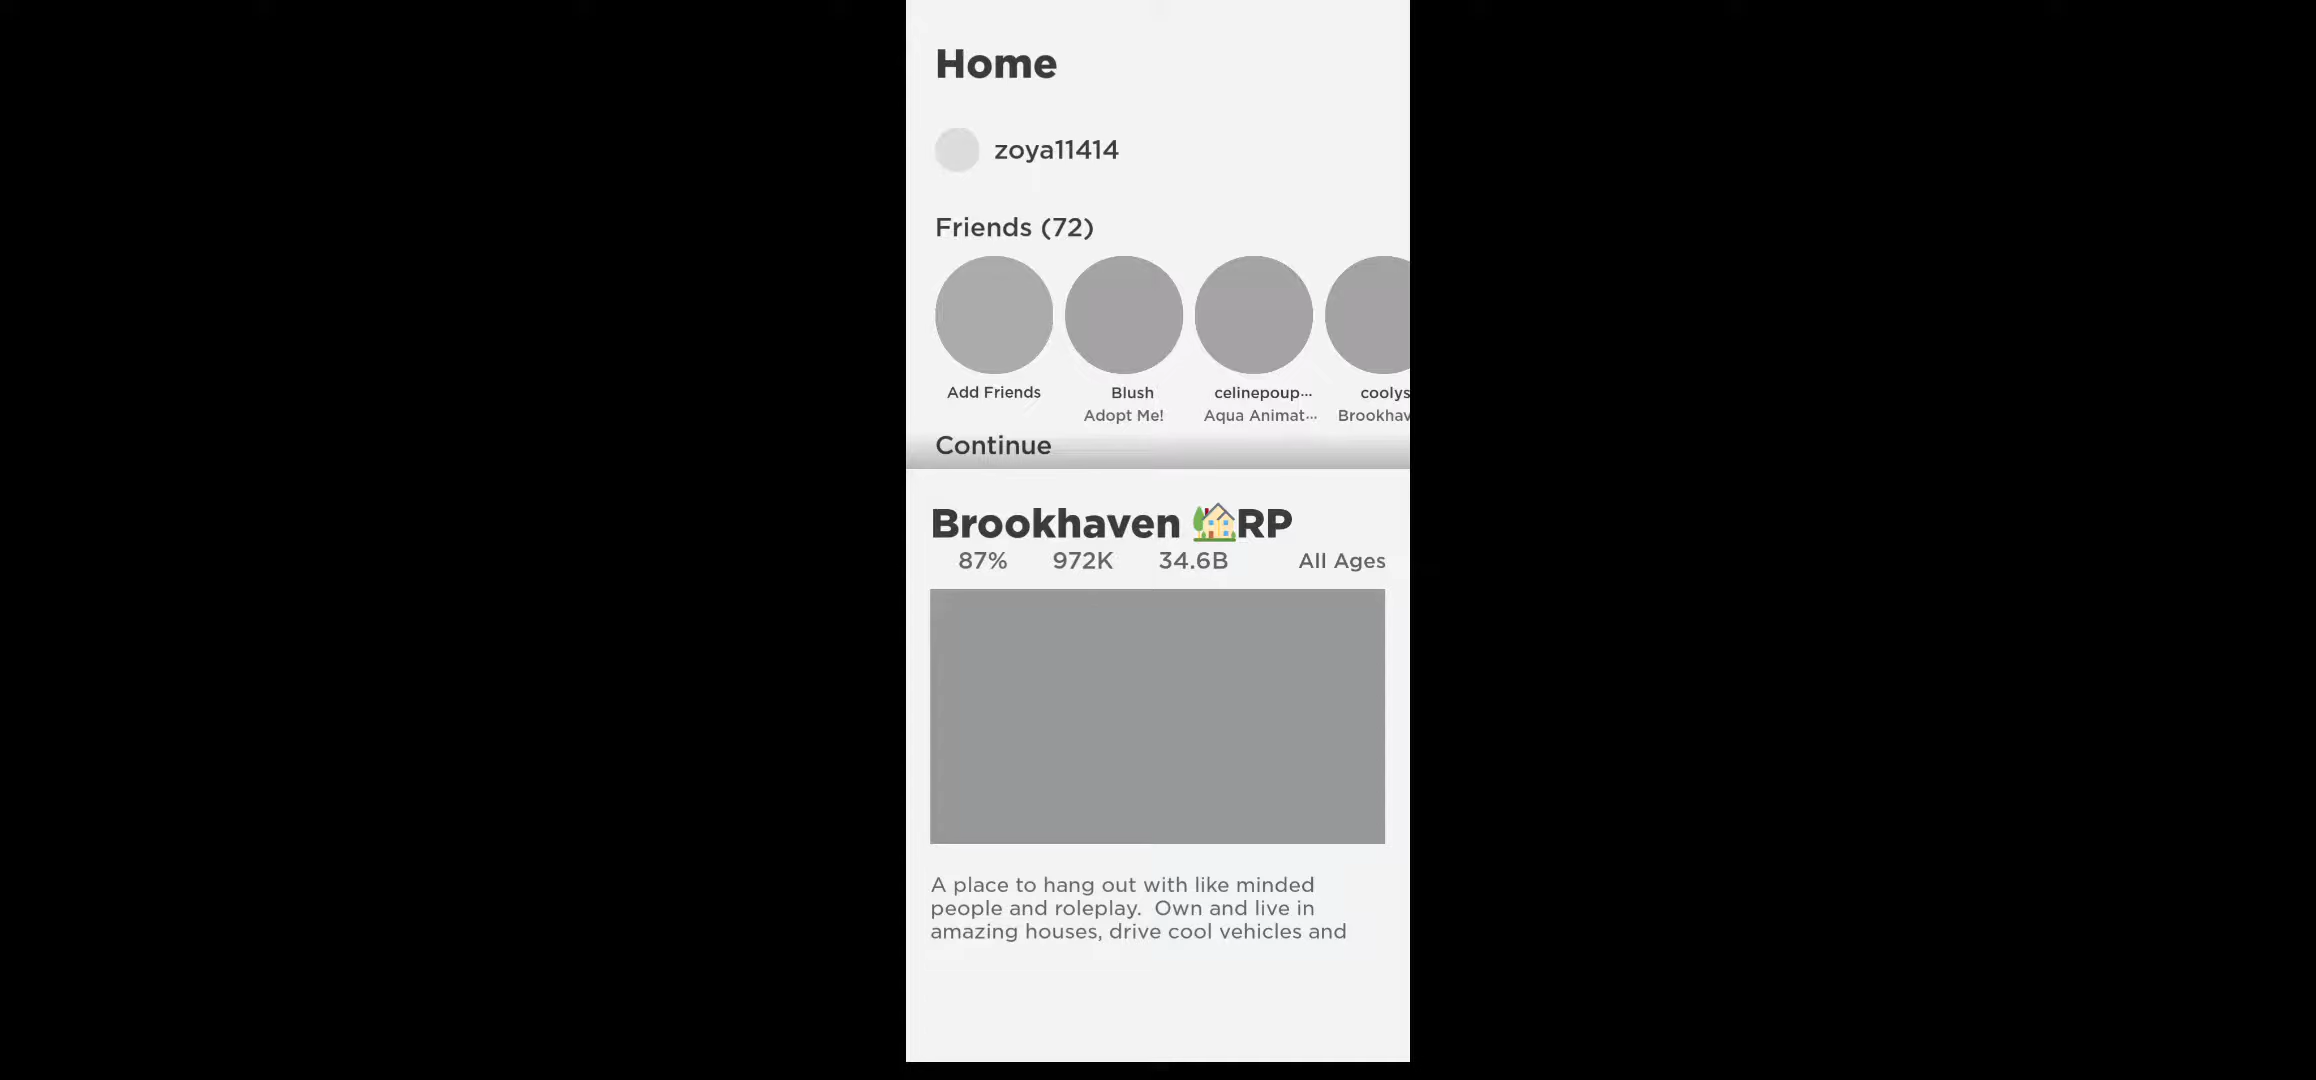 Home
zoya11414
Friends (72)
Add Friends
Blush
celinepoup...
coolys
Adopt Me!
Aqua Animat...
Brookhav
Continue
Brookhaven 🏡RP
87% 972K 34.6B All Ages
A place to hang out with like minded
people and roleplay.  Own and live in
amazing houses, drive cool vehicles and